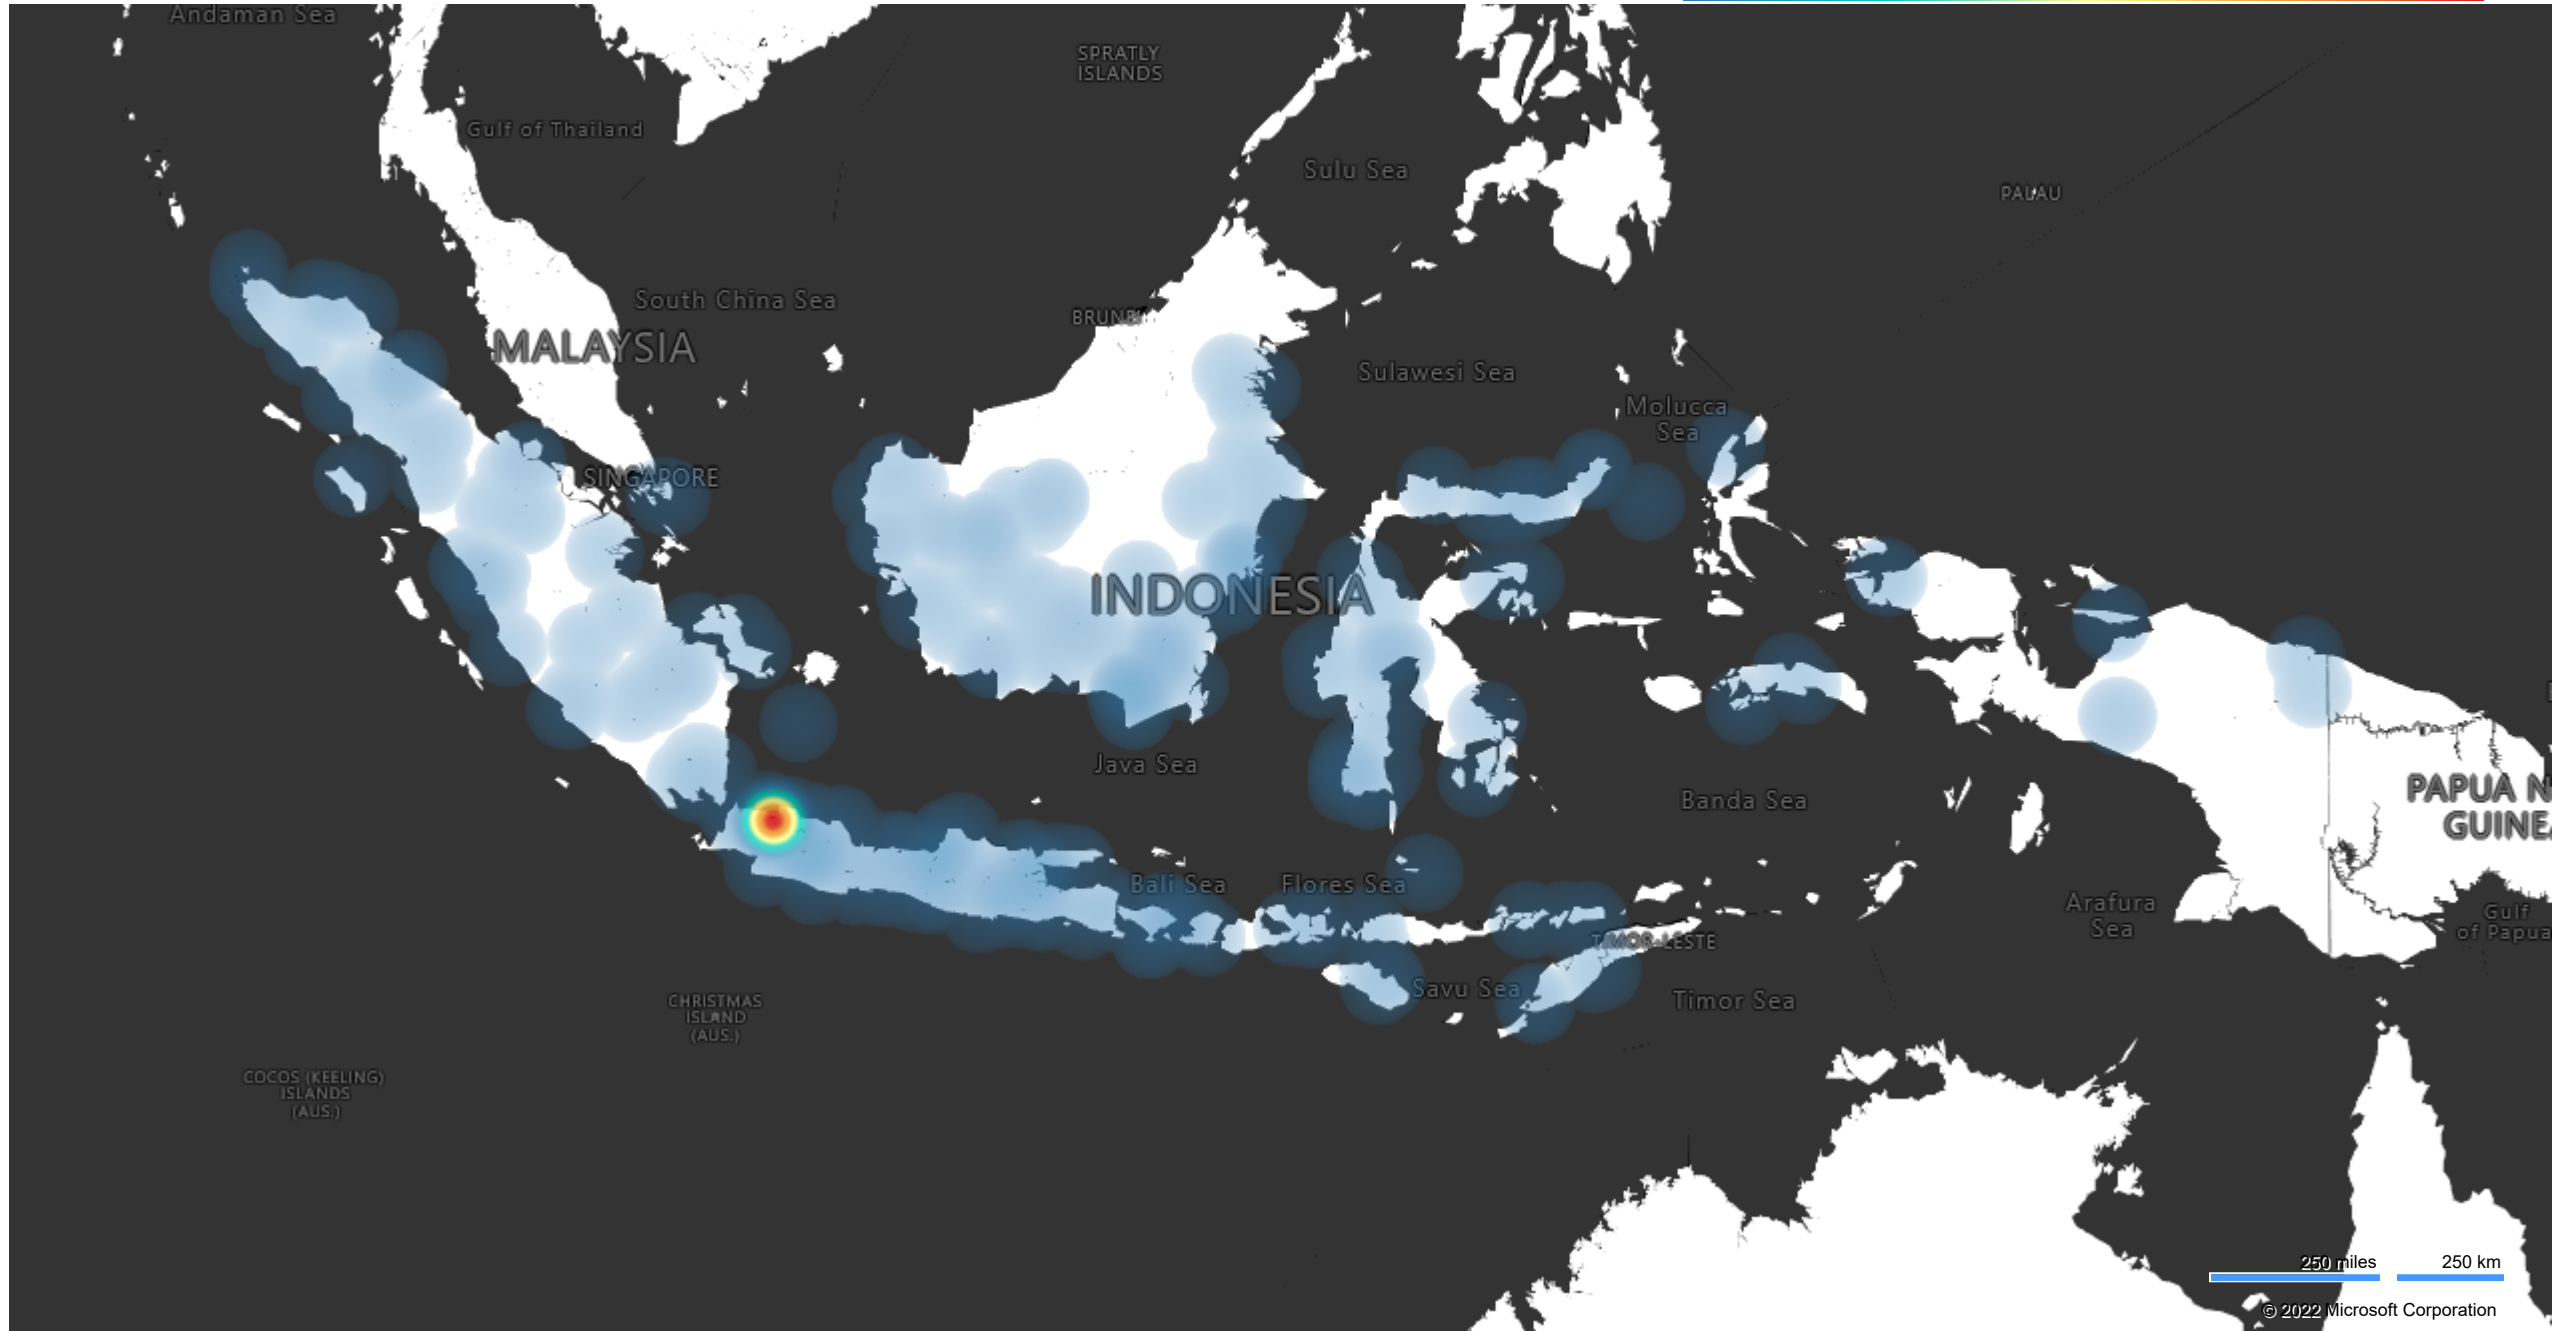 Andaman Sea
SPRATLY
ISLANDS
Gulf of Thailand
Sulu Sea
PALAU
South China Sea
BRUNEI
MALAYSIA
Sulawesi Sea
Molucca
Sea
SINGAPORE
INDONESIA
Java Sea
Banda Sea
PAPUA N
GUINE
Bali Sea
Flores Sea
Arafura
Sea
Gulf
of Papua
TIMOR-LESTE
Savu Sea
Timor Sea
CHRISTMAS
ISLAND
(AUS.)
COCOS (KEELING)
ISLANDS
(AUS.)
250 miles
250 km
© 2022 Microsoft Corporation